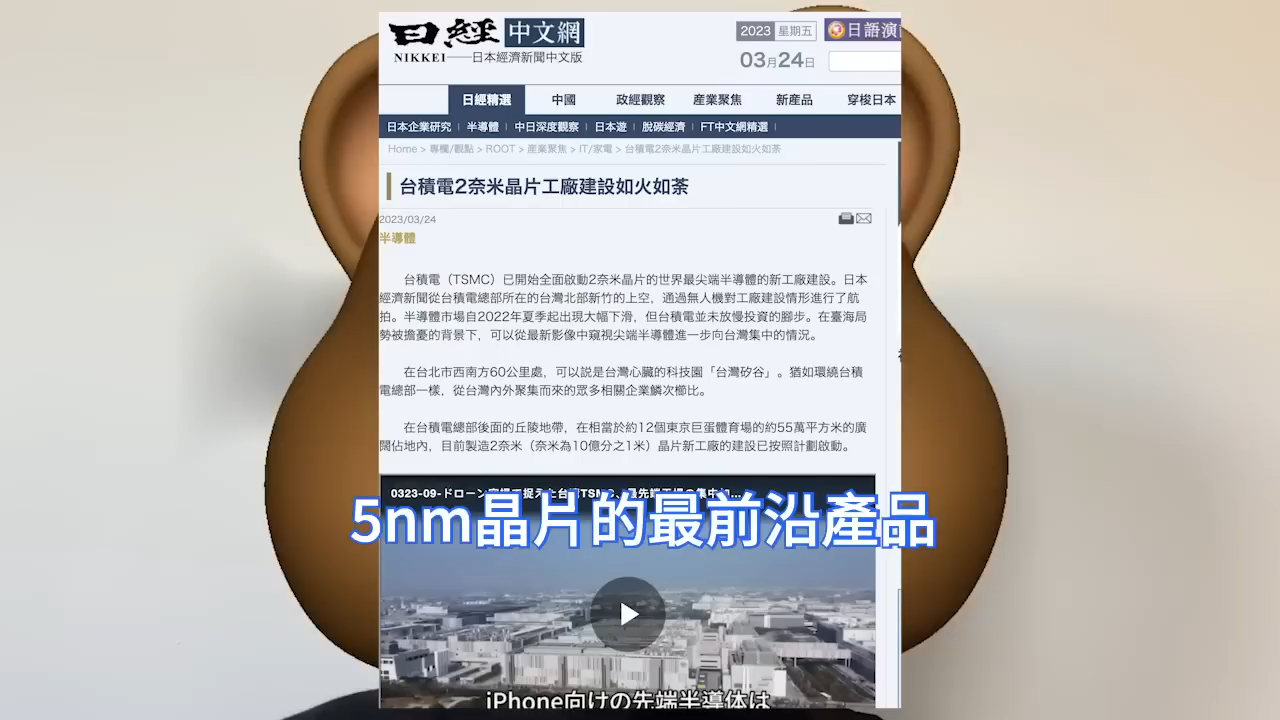 日経 中文網
NIKKEI——日本經濟新聞中文版
2023 星期五
03月24日
日語演
日經精選 中國 政經觀察 産業聚焦 新産品 穿梭日本
日本企業研究 | 半導體 | 中日深度觀察 | 日本遊 | 脫碳經濟 | FT中文網精選 |
Home > 專欄/觀點 > ROOT > 産業聚焦 > IT/家電 > 台積電2奈米晶片工廠建設如火如荼
台積電2奈米晶片工廠建設如火如荼
2023/03/24
半導體
台積電（TSMC）已開始全面啟動2奈米晶片的世界最尖端半導體的新工廠建設。日本
經濟新聞從台積電總部所在的台灣北部新竹的上空，通過無人機對工廠建設情形進行了航
拍。半導體市場自2022年夏季起出現大幅下滑，但台積電並未放慢投資的腳步。在臺海局
勢被擔憂的背景下，可以從最新影像中窺視尖端半導體進一步向台灣集中的情況。
在台北市西南方60公里處，可以説是台灣心臟的科技園「台灣矽谷」。猶如環繞台積
電總部一樣，從台灣內外聚集而來的眾多相關企業鱗次櫛比。
在台積電總部後面的丘陵地帶，在相當於約12個東京巨蛋體育場的約55萬平方米的廣
闊佔地內，目前製造2奈米（奈米為10億分之1米）晶片新工廠的建設已按照計劃啟動。
0323-09-ドローン
5nm晶片的最前沿產品
iPhone向けの先端半導体は